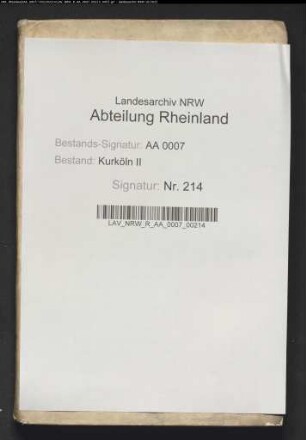 Landesarchiv NRW
Abteilung Rheinland
Bestands-Signatur: AA 0007
Bestand: Kurköln II
Signatur: Nr. 214
LAV_NRW_R_AA_0007_00214